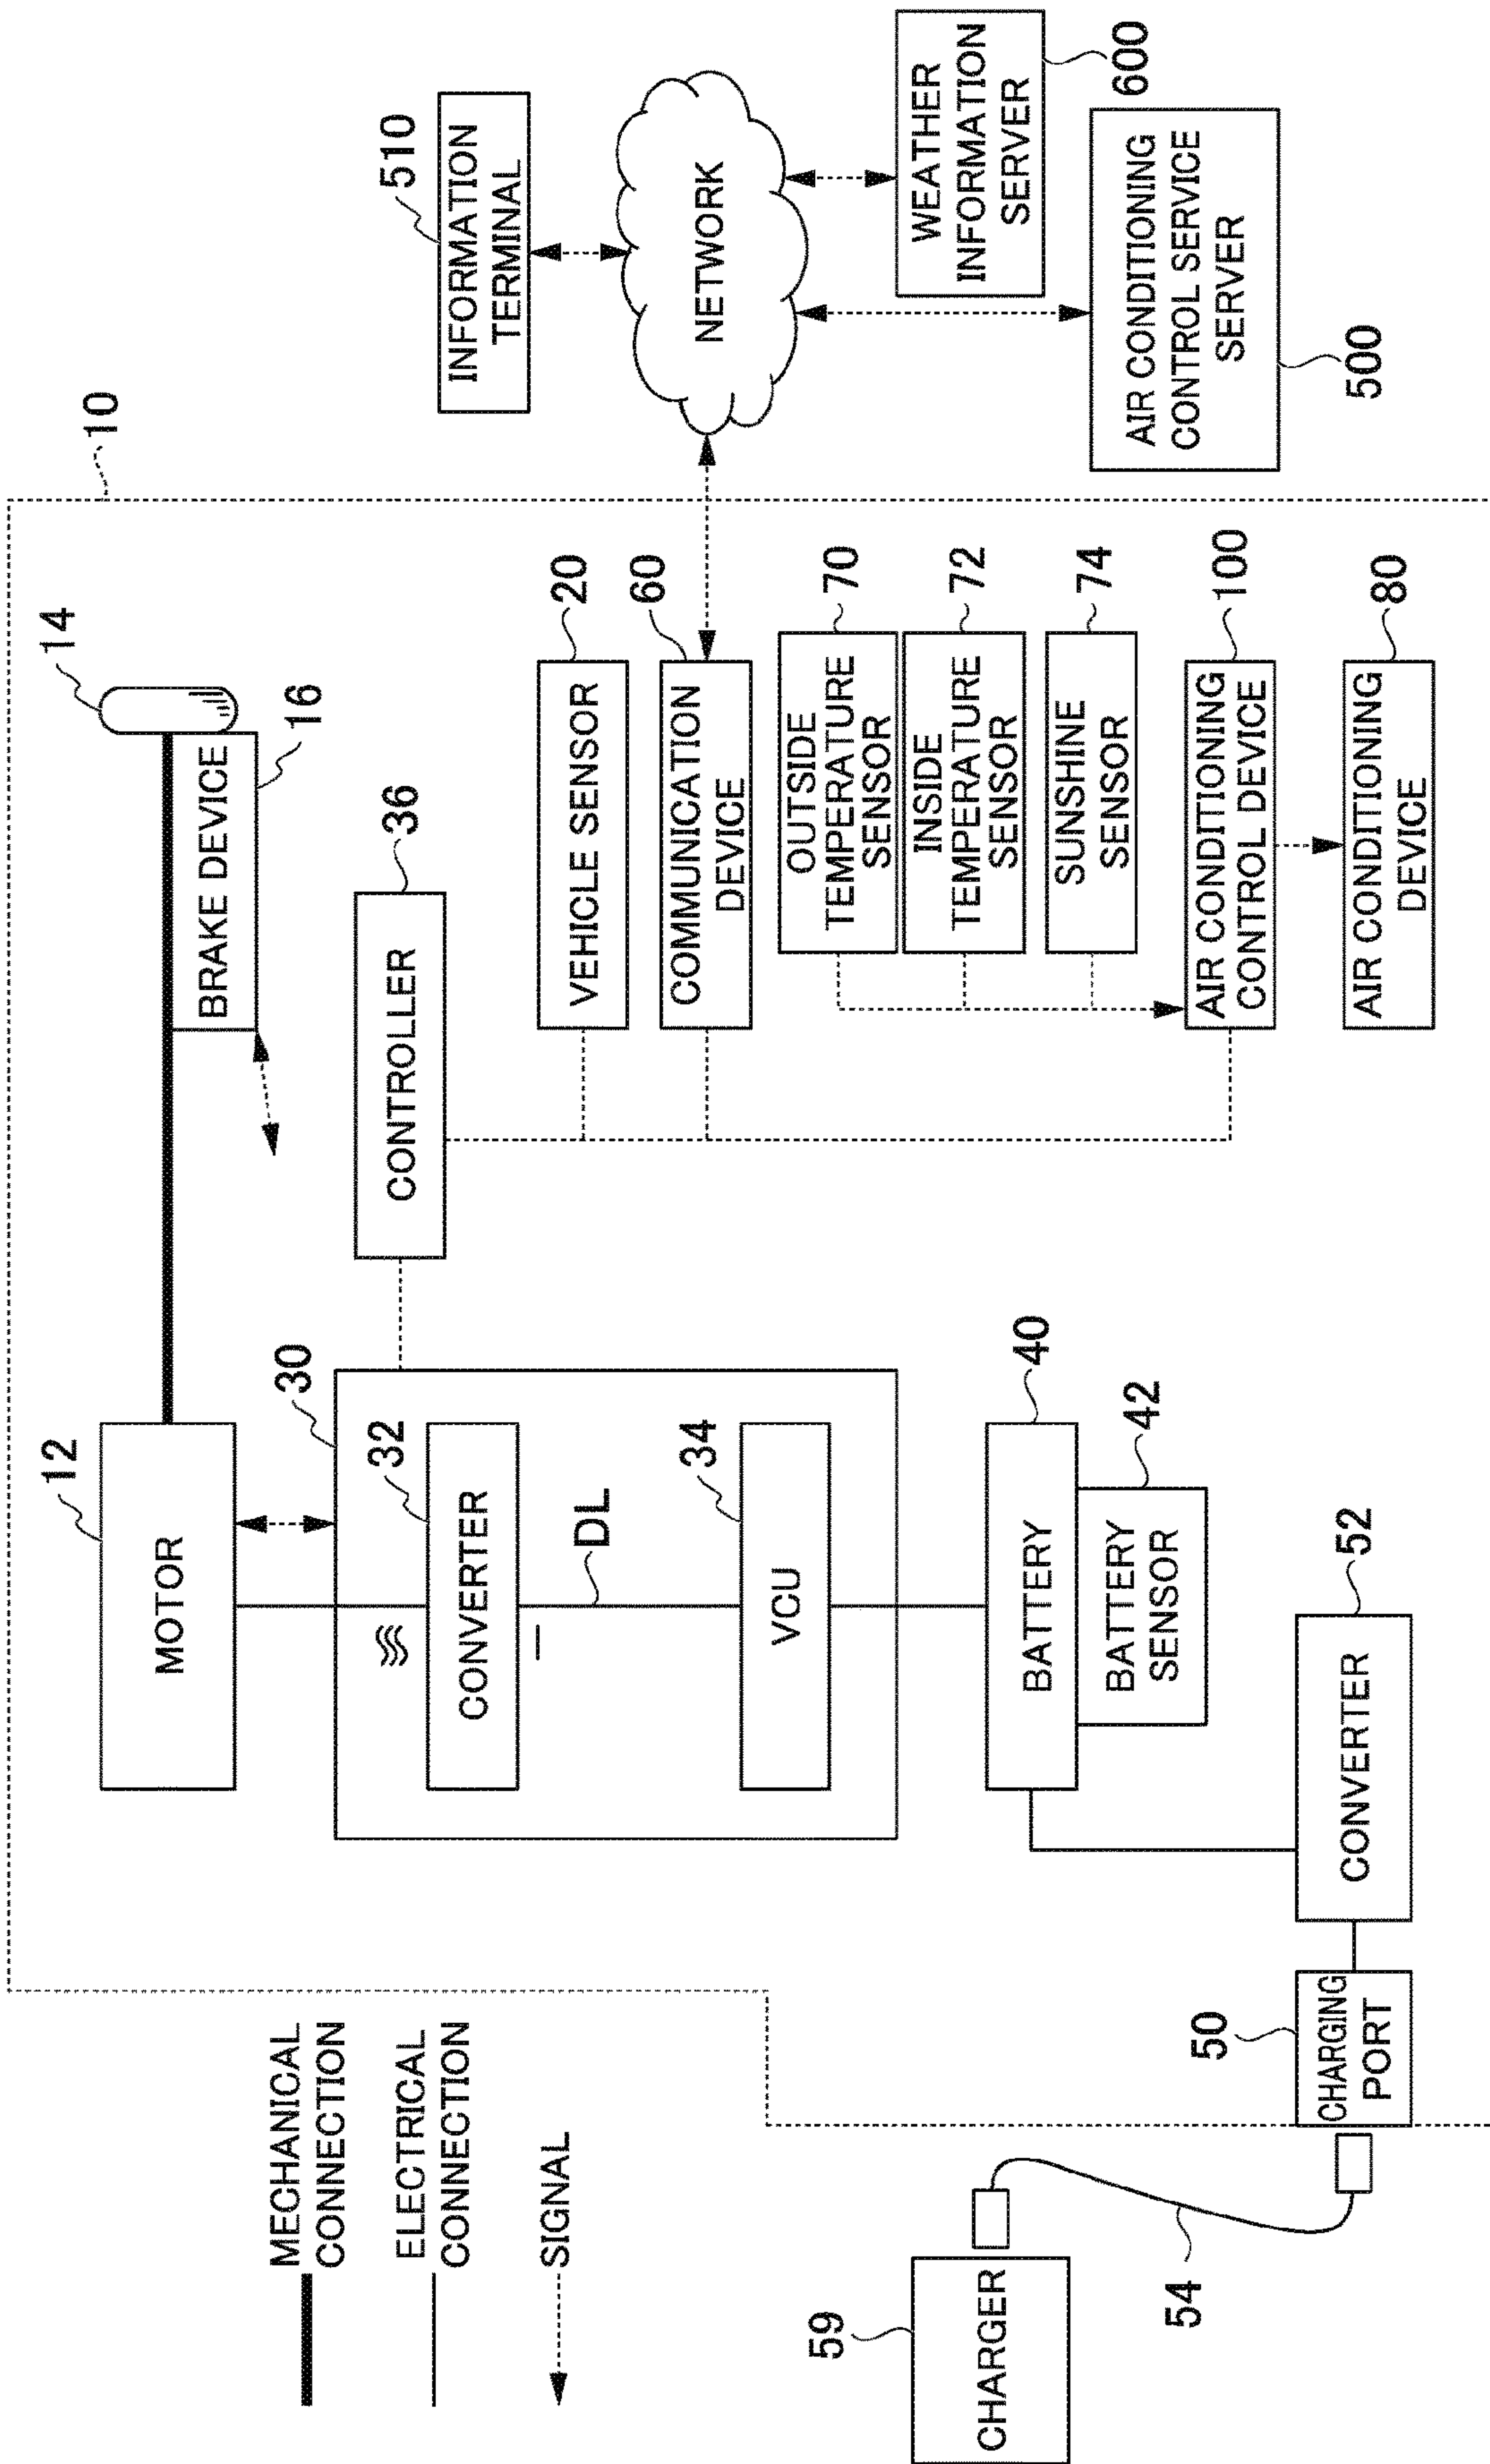 MECHANICAL
CONNECTION
ELECTRICAL
CONNECTION
SIGNAL
10
12
MOTOR
14
BRAKE DEVICE
16
30
32
CONVERTER
DL
34
VCU
CONTROLLER
36
VEHICLE SENSOR
20
COMMUNICATION
DEVICE
60
OUTSIDE
TEMPERATURE
SENSOR
70
INSIDE
TEMPERATURE
SENSOR
72
SUNSHINE
SENSOR
74
AIR CONDITIONING
CONTROL DEVICE
100
AIR CONDITIONING
DEVICE
80
BATTERY
40
BATTERY
SENSOR
42
CONVERTER
52
50
CHARGING
PORT
54
59
CHARGER
510
INFORMATION
TERMINAL
NETWORK
WEATHER
INFORMATION
SERVER
600
AIR CONDITIONING
CONTROL SERVICE
SERVER
500